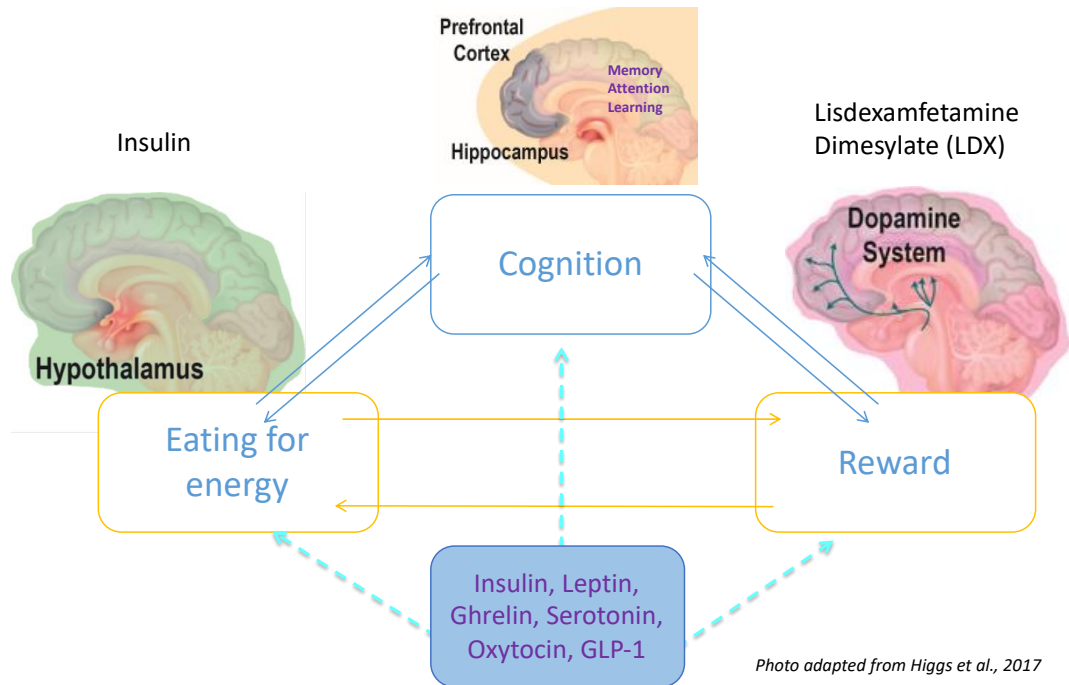 Prefrontal
Cortex
Memory
Attention
Learning
Hippocampus
Insulin
Lisdexamfetamine
Dimesylate (LDX)
Dopamine
System
Cognition
Hypothalamus
Eating for
energy
Reward
Insulin, Leptin,
Ghrelin, Serotonin,
Oxytocin, GLP-1
Photo adapted from Higgs et al., 2017